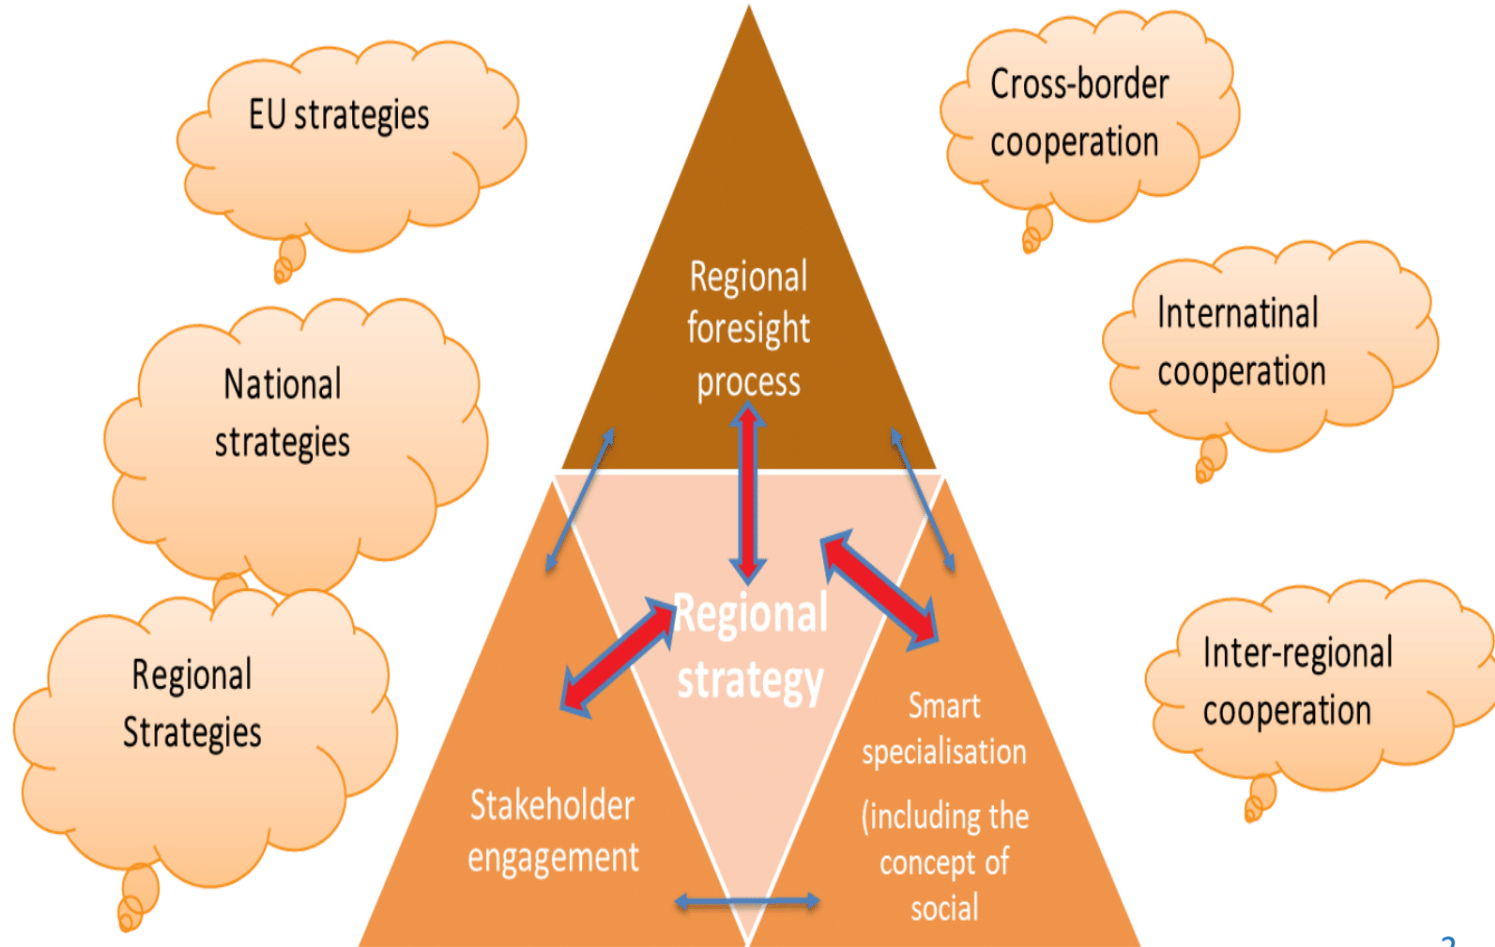 EU strategies
National
strategies
Regional
Strategies
Regional
foresight
process
Regional
strategy
Stakeholder
engagement
Smart
specialisation
(including the
concept of
social
Cross-border
cooperation
Internatinal
cooperation
Inter-regional
cooperation